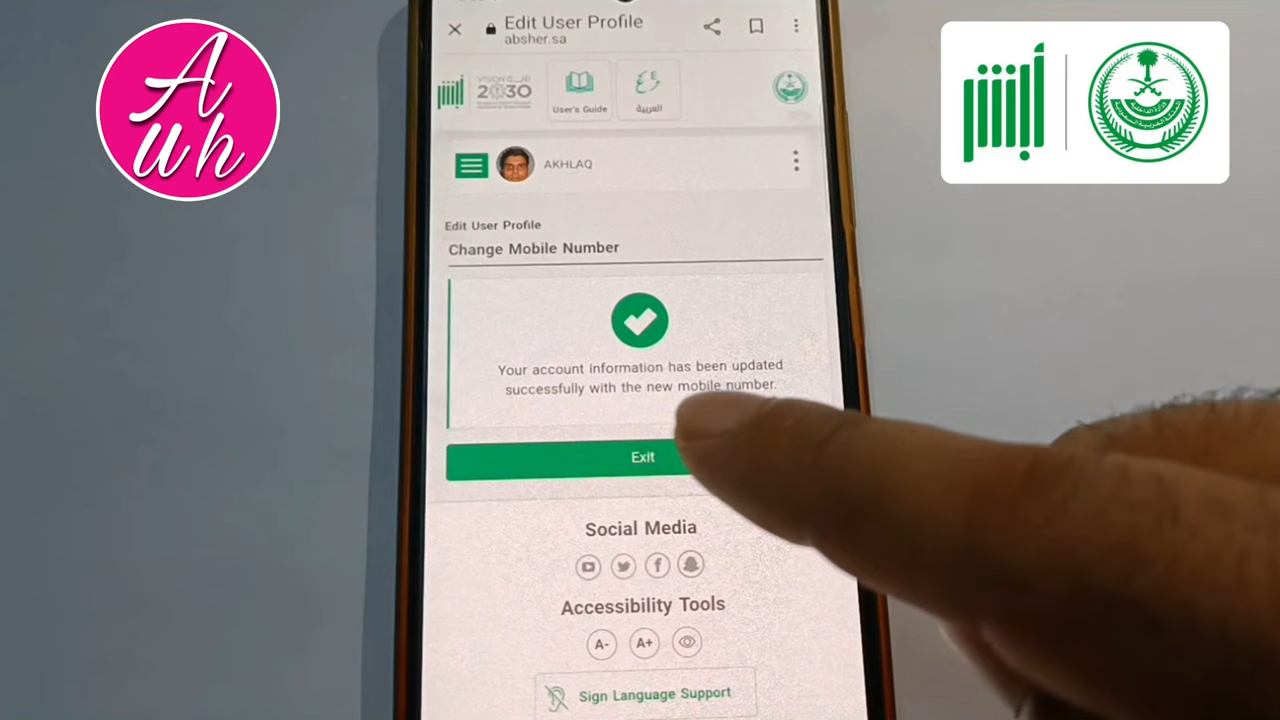 Edit User Profile
absher.sa
A
Uh
أبشر
VISION رؤية
2030
User's Guide
E ع
العربية
AKHLAQ
Edit User Profile
Change Mobile Number
Your account information has been updated
successfully with the new mobile number.
Exit
Social Media
Accessibility Tools
A-
A+
Sign Language Support